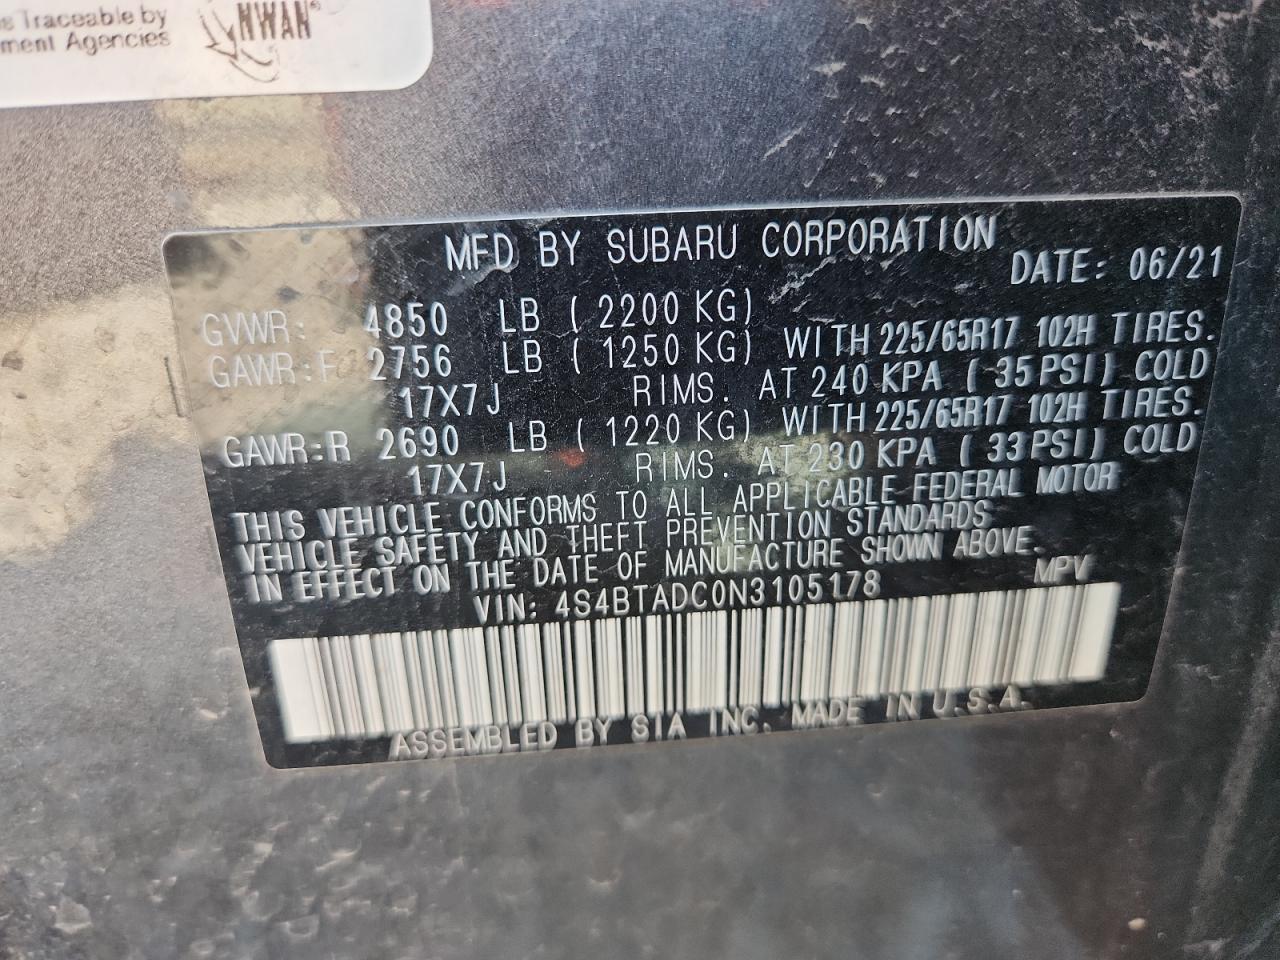 s Traceable by
ment Agencies
NWAN®
MFD BY SUBARU CORPORATION
DATE: 06/21
GVWR: 4850 LB ( 2200 KG)
GAWR:F 2756 LB ( 1250 KG) WITH 225/65R17 102H TIRES.
17X7J RIMS. AT 240 KPA ( 35PSI) COLD
GAWR:R 2690 LB ( 1220 KG) WITH 225/65R17 102H TIRES.
17X7J RIMS. AT 230 KPA ( 33PSI) COLD
THIS VEHICLE CONFORMS TO ALL APPLICABLE FEDERAL MOTOR
VEHICLE SAFETY AND THEFT PREVENTION STANDARDS
IN EFFECT ON THE DATE OF MANUFACTURE SHOWN ABOVE.
VIN: 4S4BTADC0N3105178 MPV
ASSEMBLED BY SIA INC. MADE IN U.S.A.